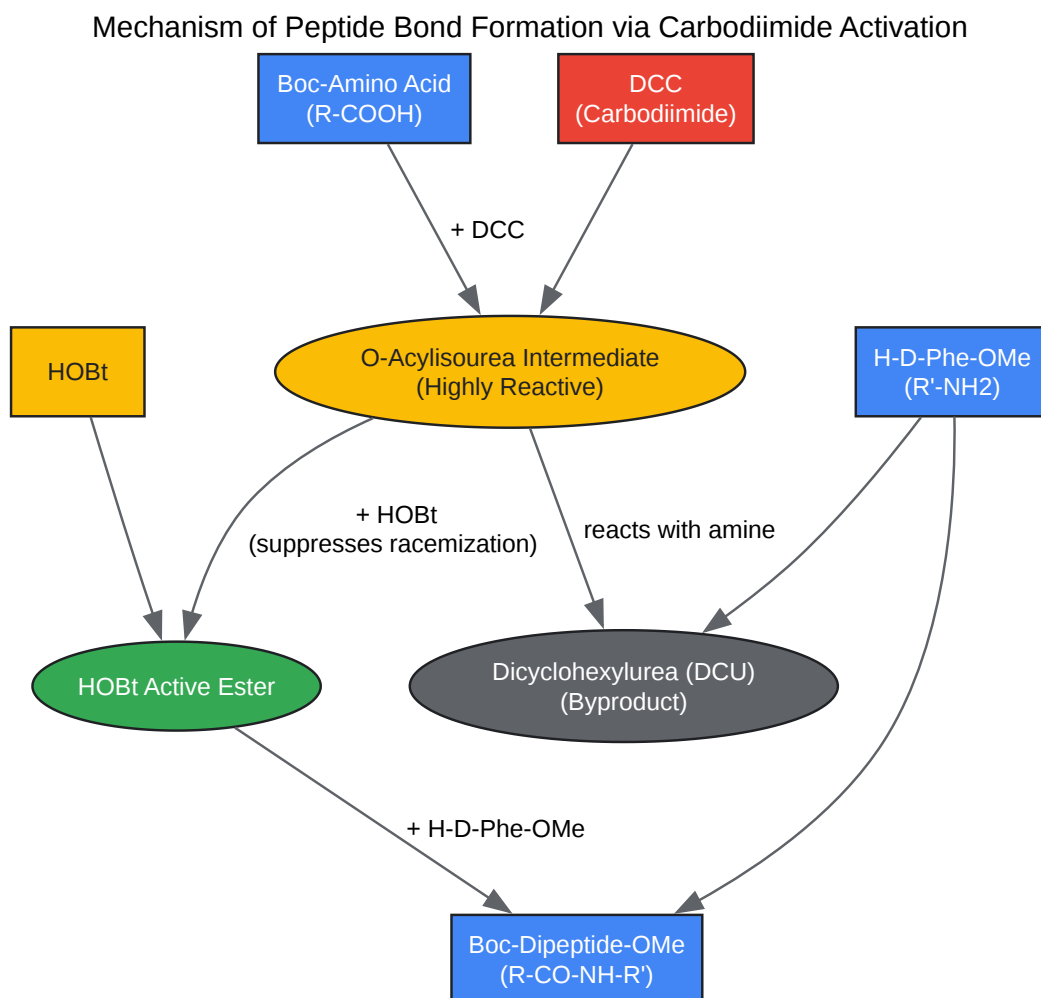 Mechanism of Peptide Bond Formation via Carbodiimide Activation
Boc-Amino Acid
(R-COOH)
DCC
(Carbodiimide)
+ DCC
HOBt
O-Acylisourea Intermediate
(Highly Reactive)
H-D-Phe-OMe
(R'-NH2)
+ HOBt
(suppresses racemization)
reacts with amine
HOBt Active Ester
Dicyclohexylurea (DCU)
(Byproduct)
+ H-D-Phe-OMe
Boc-Dipeptide-OMe
(R-CO-NH-R')